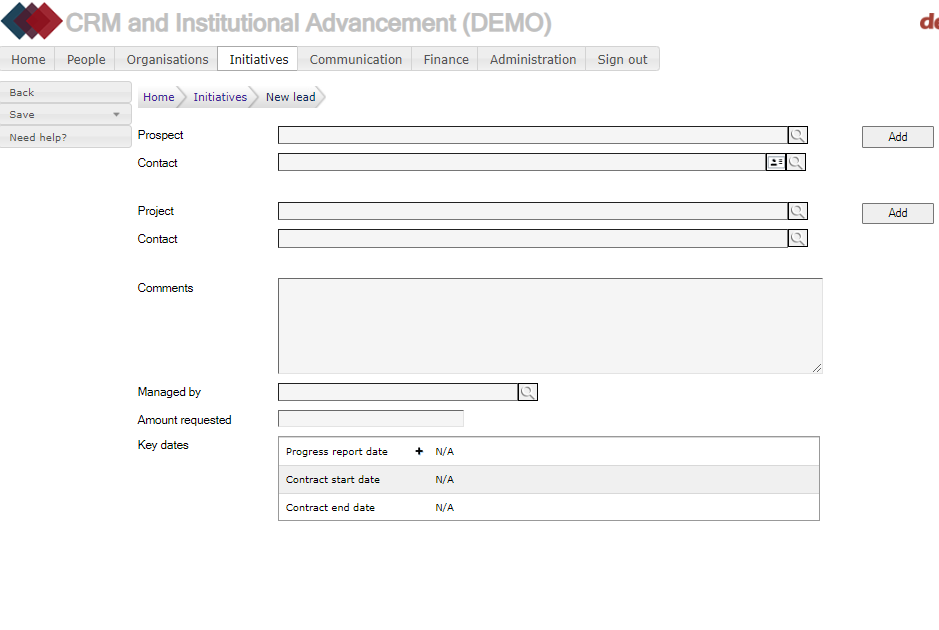 CRM and Institutional Advancement (DEMO)
Home People Organisations Initiatives Communication Finance Administration Sign out
Back
Save
Need help?
Home Initiatives New lead
Prospect Add
Contact
Project Add
Contact
Comments
Managed by
Amount requested
Key dates
Progress report date + N/A
Contract start date N/A
Contract end date N/A